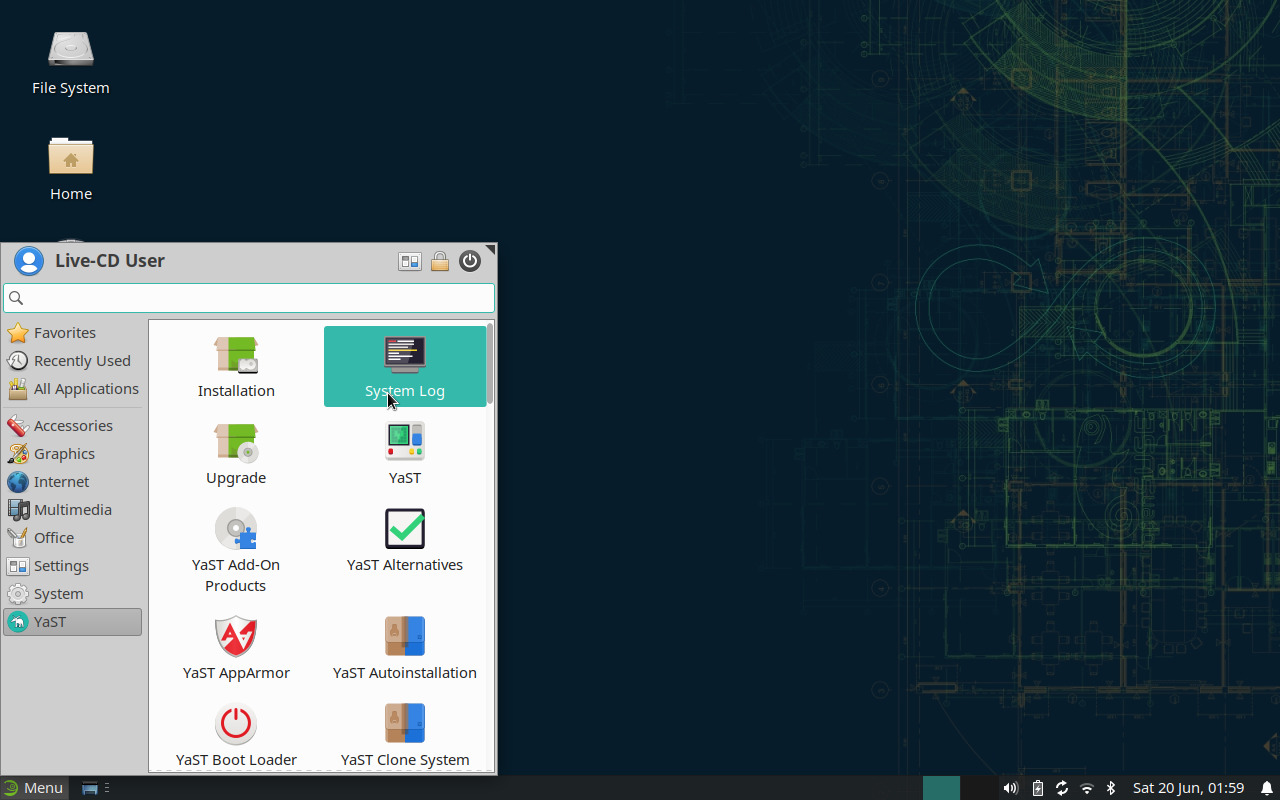 File System
Home
Live-CD User
Favorites
Recently Used
All Applications
Accessories
Graphics
Internet
Multimedia
Office
Settings
System
YaST
Installation
System Log
Upgrade
YaST
YaST Add-On
Products
YaST Alternatives
YaST AppArmor
YaST Autoinstallation
YaST Boot Loader
YaST Clone System
Menu
Sat 20 Jun, 01:59